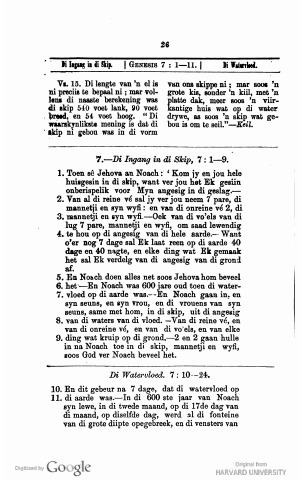 26
Di Ingang in di Skip. [ GENESIS 7 : 1—11. ] Di Watervloed.
Vs. 15. Di lengte van 'n el is
ni preciis te bepaal ni; mar vol-
lens di naaste berekening was
di skip 540 voet lank, 90 voet
breed, en 54 voet hoog. "Di
waarskynlikste mening is dat di
skip ni gebou was in di vorm
van ons skippe ni; mar soos 'n
grote kis, sonder 'n kiil, met 'n
platte dak, meer soos 'n viir-
kantige huis wat op di water
drywe, as soos 'n skip wat ge-
bou is om te seil."—Keil.
7.—Di Ingang in di Skip, 7 : 1—9.
1. Toen sê Jehova an Noach: ' Kom jy en jou hele
huisgesin in di skip, want ver jou het Ek gesiin
onberispelik voor Myn angesig in di geslag.—
2. Van al di reine vé sal jy ver jou neem 7 pare, di
mannetji en syn wyfi: en van di onreine vé 2, di
3. mannetji en syn wyfi.—Oek van di vo'els van di
lug 7 pare, mannetji en wyfi, om saad lewendig
4. te hou op di angesig van di hele aarde.— Want
o'er nog 7 dage sal Ek laat reen op di aarde 40
dage en 40 nagte, en elke ding wat Ek gemaak
het sal Ek verdelg van di angesig van di grond
af.
5. En Noach doen alles net soos Jehova hom beveel
6. het—En Noach was 600 jare oud toen di water-
7. vloed op di aarde was.—En Noach gaan in, en
syn seuns, en syn vrou, en di vrouens van syn
seuns, same met hom, in di skip, uit di angesig
8. van di waters van di vloed. —Van di reine vé, en
van di onreine vé, en van di vo'els, en van elke
9. ding wat kruip op di grond,—2 en 2 gaan hulle
in na Noach toe in di skip, mannetji en wyfi,
soos God ver Noach beveel het.
Di Watervloed. 7 : 10—24.
10. En dit gebeur na 7 dage, dat di watervloed op
11. di aarde was.—In di 600 ste jaar van Noach
syn lewe, in di twede maand, op di 17de dag van
di maand, op diselfde dag, werd al di fonteine
van di grote diipte opegebreek, en di vensters van
Digitized by Google
Original from
HARVARD UNIVERSITY